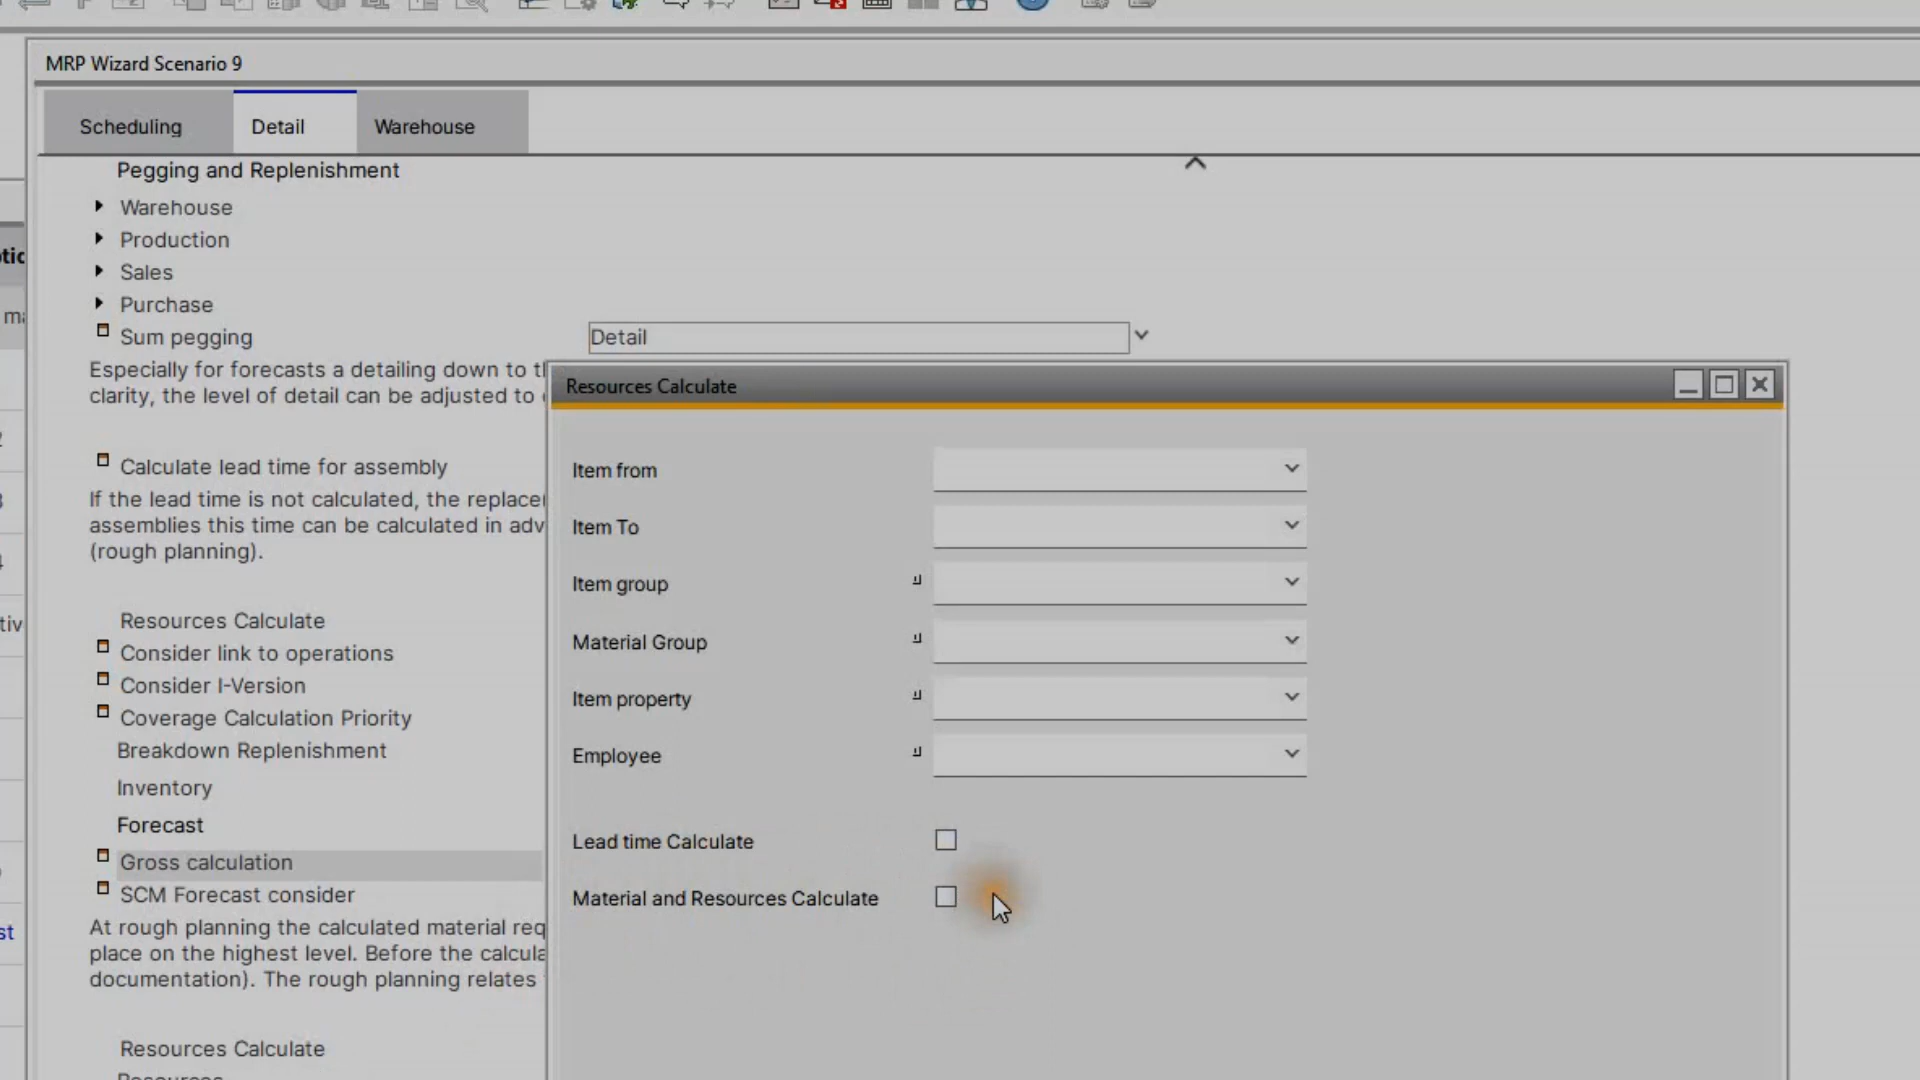 MRP Wizard Scenario 9
Scheduling
Detail
Warehouse
Pegging and Replenishment
Warehouse
Production
Sales
Purchase
Sum pegging
Detail
Especially for forecasts a detailing down to
clarity, the level of detail can be adjusted to
Calculate lead time for assembly
If the lead time is not calculated, the
assemblies this time can be calculated in
(rough planning).
Resources Calculate
Consider link to operations
Consider I-Version
Coverage Calculation Priority
Breakdown Replenishment
Inventory
Forecast
Gross calculation
SCM Forecast consider
At rough planning the calculated material
place on the highest level. Before the
documentation). The rough planning relates
Resources Calculate
Resources Calculate
Item from
Item To
Item group
Material Group
Item property
Employee
Lead time Calculate
Material and Resources Calculate